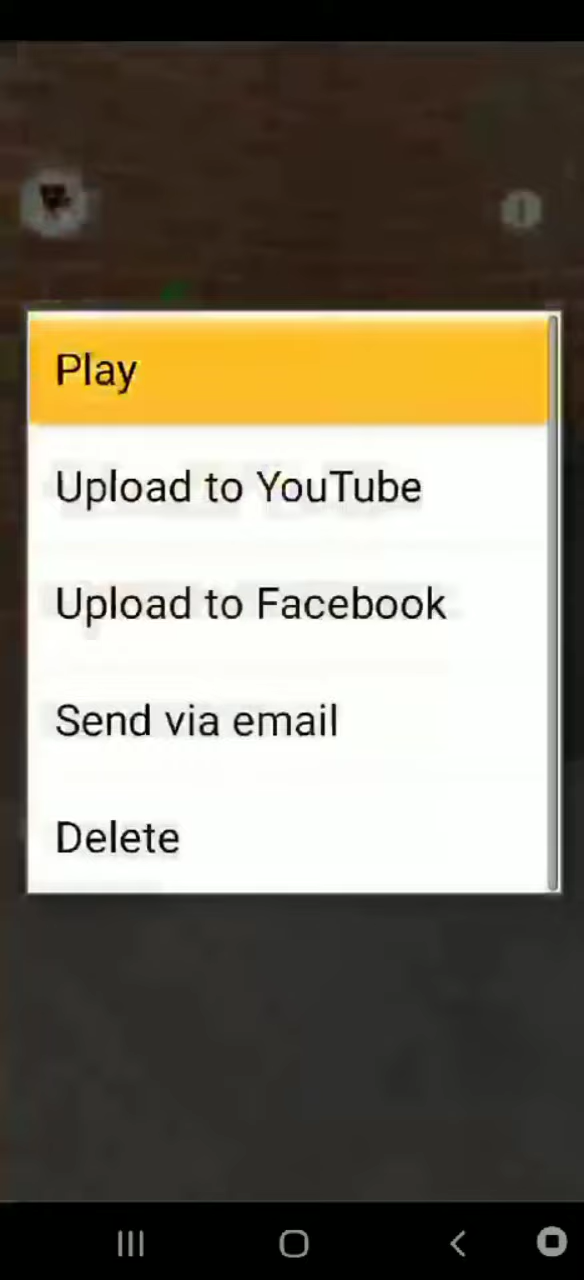 Play
Upload to YouTube
Upload to Facebook
Send via email
Delete